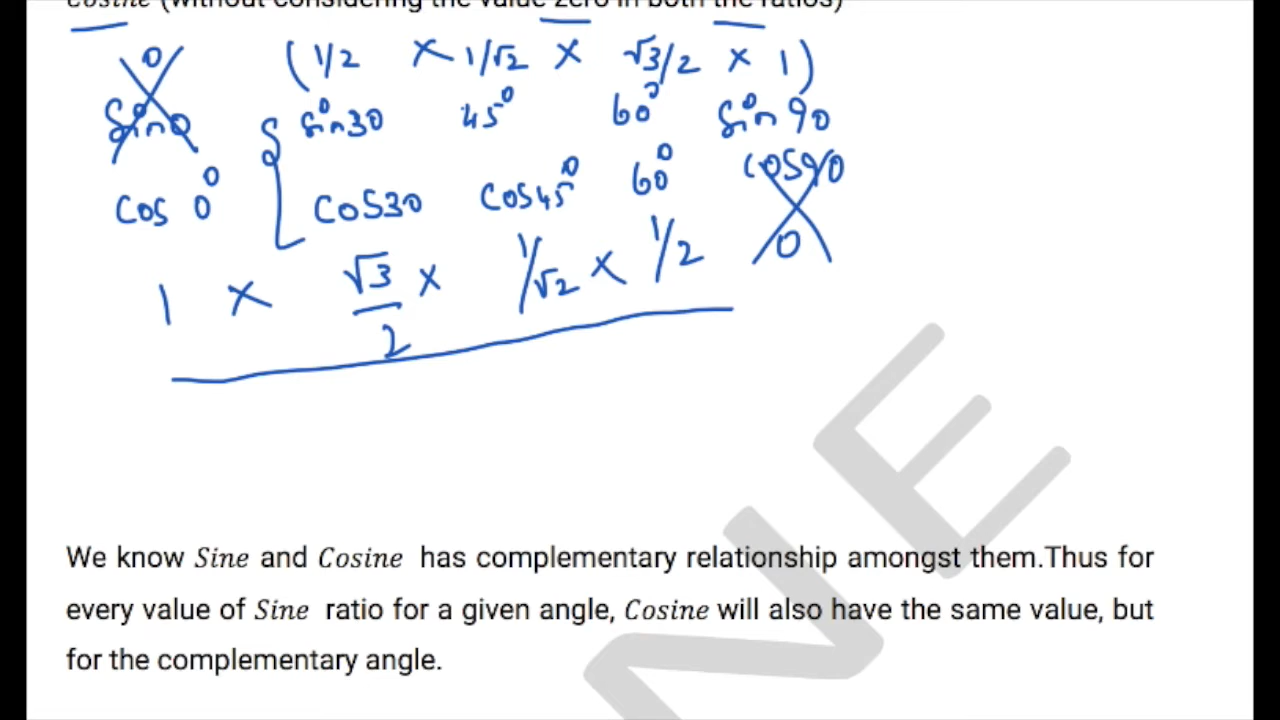 Cosine (without considering the value zero in both the ratios)
0 (1/2 × 1/√2 × √3/2 × 1)
sin0 sin30 45° 60° sin90
cos0° cos30 cos45° 60° cos90
1 × √3/2 × 1/√2 × 1/2 0
We know Sine and Cosine has complementary relationship amongst them.Thus for
every value of Sine ratio for a given angle, Cosine will also have the same value, but
for the complementary angle.
NE